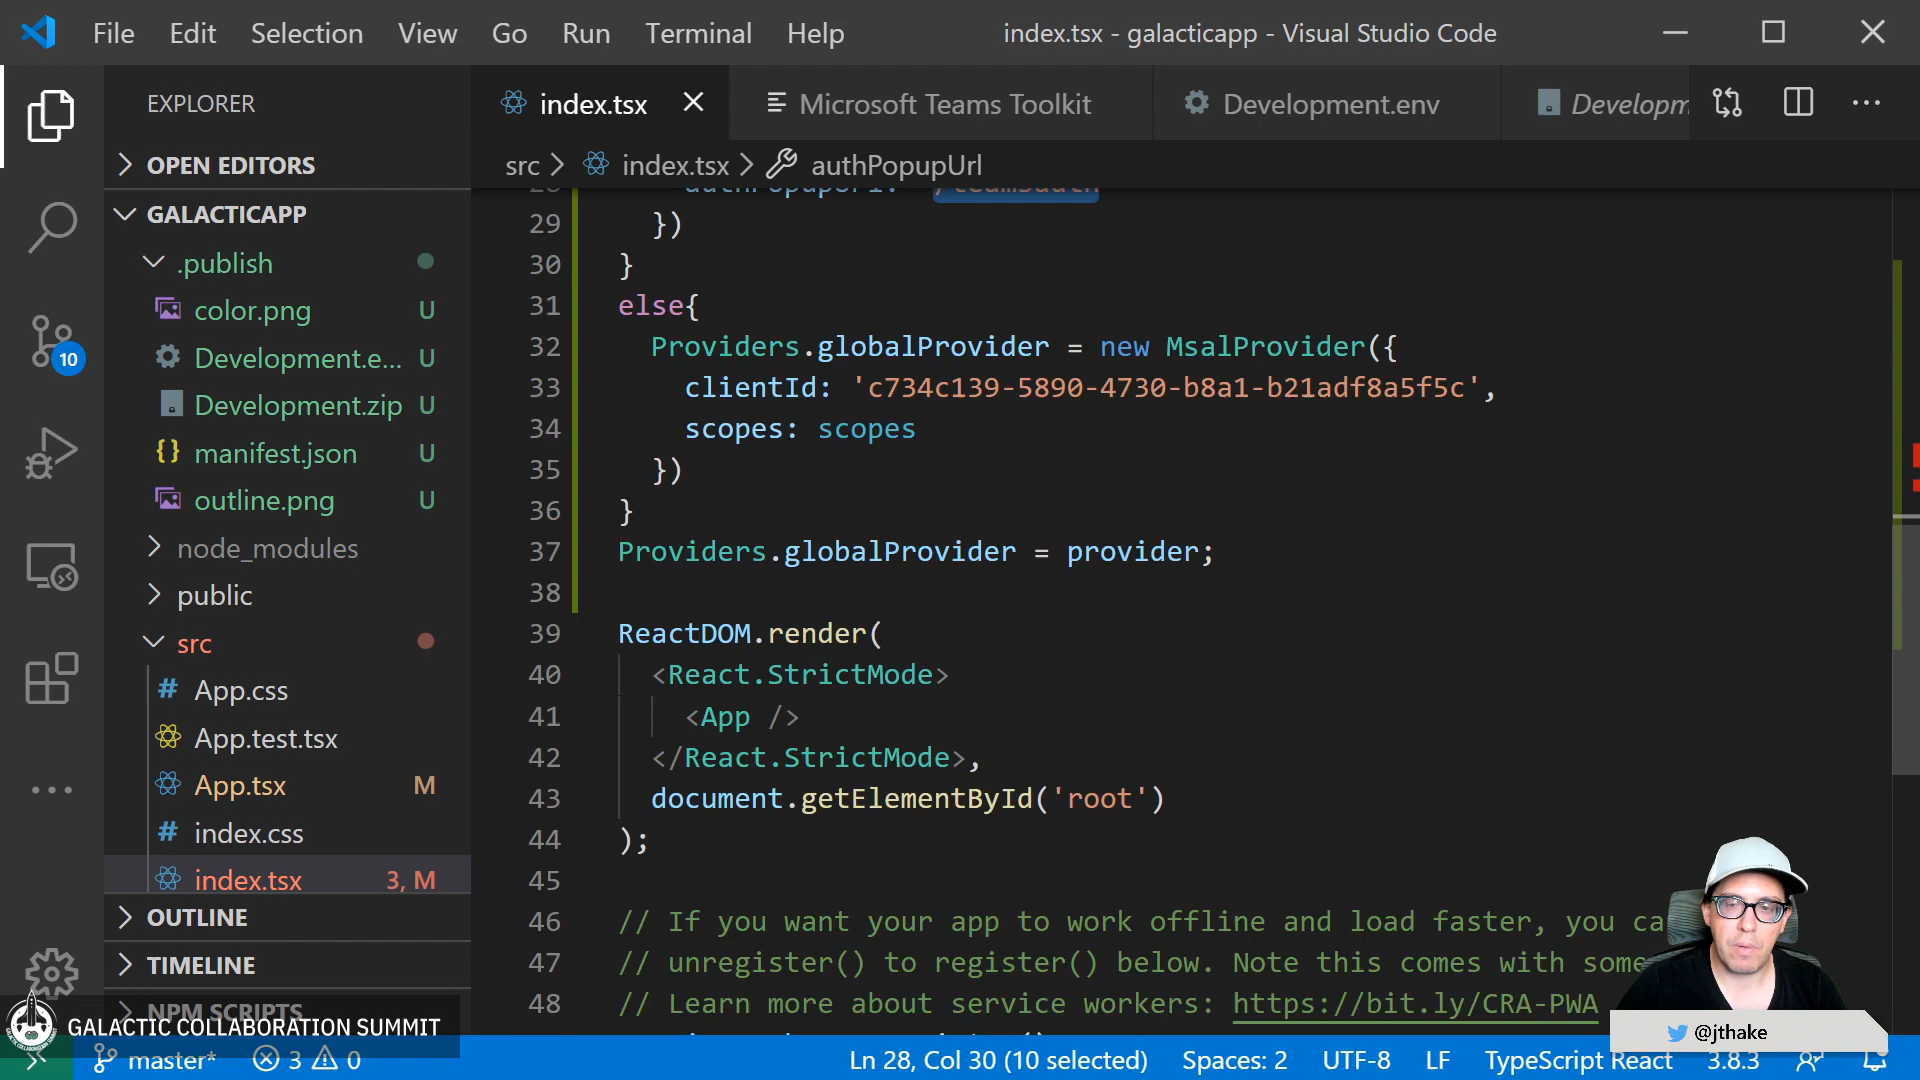 File Edit Selection View Go Run Terminal Help
index.tsx - galacticapp - Visual Studio Code
EXPLORER
index.tsx
Microsoft Teams Toolkit
Development.env
Developm
src > index.tsx > authPopupUrl
OPEN EDITORS
GALACTICAPP
.publish
color.png U
Development.e... U
Development.zip U
manifest.json U
outline.png U
node_modules
public
src
App.css
App.test.tsx
App.tsx M
index.css
index.tsx 3, M
OUTLINE
TIMELINE
NPM SCRIPTS
10
28 authPopupUrl: '/teamsauth'
29 })
30 }
31 else{
32 Providers.globalProvider = new MsalProvider({
33 clientId: 'c734c139-5890-4730-b8a1-b21adf8a5f5c',
34 scopes: scopes
35 })
36 }
37 Providers.globalProvider = provider;
38
39 ReactDOM.render(
40 <React.StrictMode>
41 <App />
42 </React.StrictMode>,
43 document.getElementById('root')
44 );
45
46 // If you want your app to work offline and load faster, you ca
47 // unregister() to register() below. Note this comes with some
48 // Learn more about service workers: https://bit.ly/CRA-PWA
GALACTIC COLLABORATION SUMMIT
@jthake
master* 3 0
Ln 28, Col 30 (10 selected) Spaces: 2 UTF-8 LF TypeScript React 3.8.3